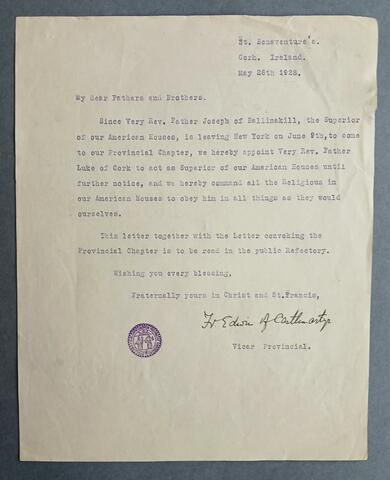 St. Bonaventure's.
Cork. Ireland.
May 26th 1928.
My dear Fathers and Brothers.
Since Very Rev. Father Joseph of Ballinakill, the Superior
of our American Houses, is leaving New York on June 9th, to come
to our Provincial Chapter, we hereby appoint Very Rev. Father
Luke of Cork to act as Superior of our American Houses until
further notice, and we hereby command all the Religious in
our American Houses to obey him in all things as they would
ourselves.
This letter together with the Letter convoking the
Provincial Chapter is to be read in the public Refectory.
Wishing you every blessing,
Fraternally yours in Christ and St. Francis,
Fr Edwin of
Vicar Provincial.